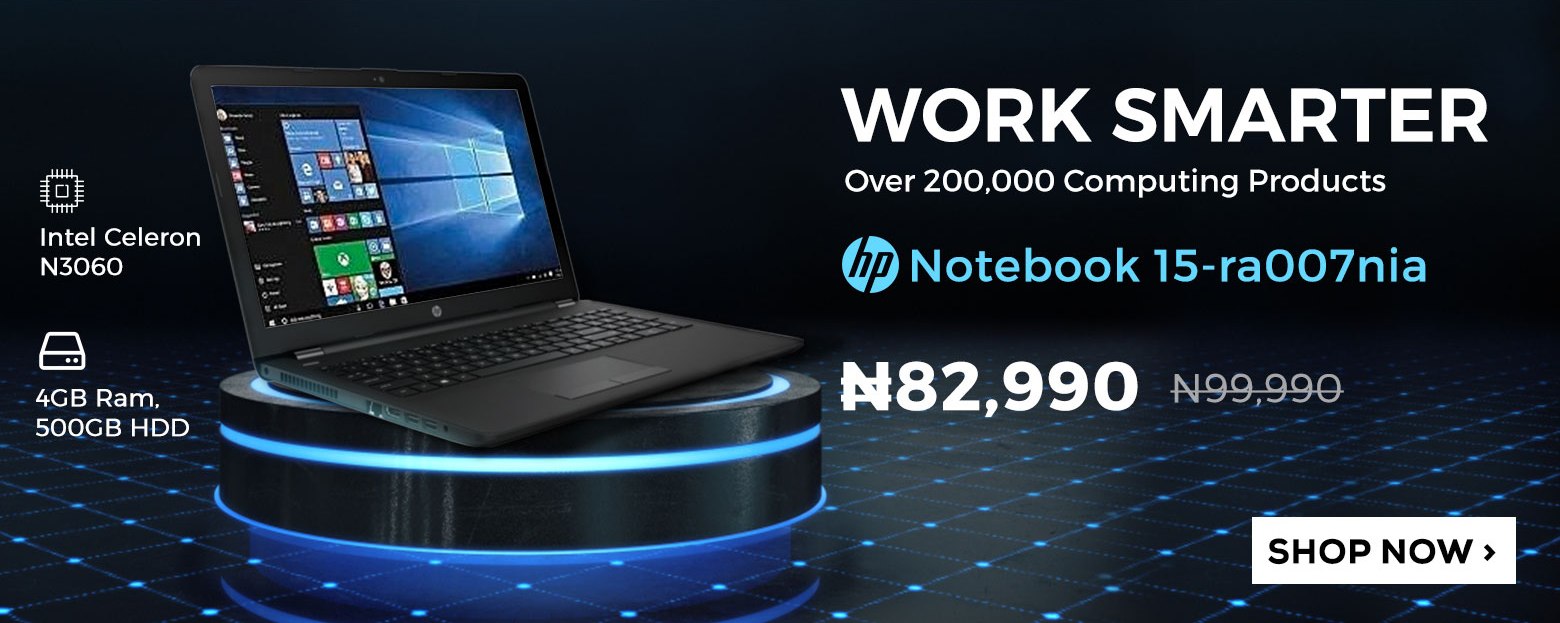 WORK SMARTER
Over 200,000 Computing Products
hp Notebook 15-ra007nia
₦82,990 ₦99,990
SHOP NOW ›
Intel Celeron
N3060
4GB Ram,
500GB HDD